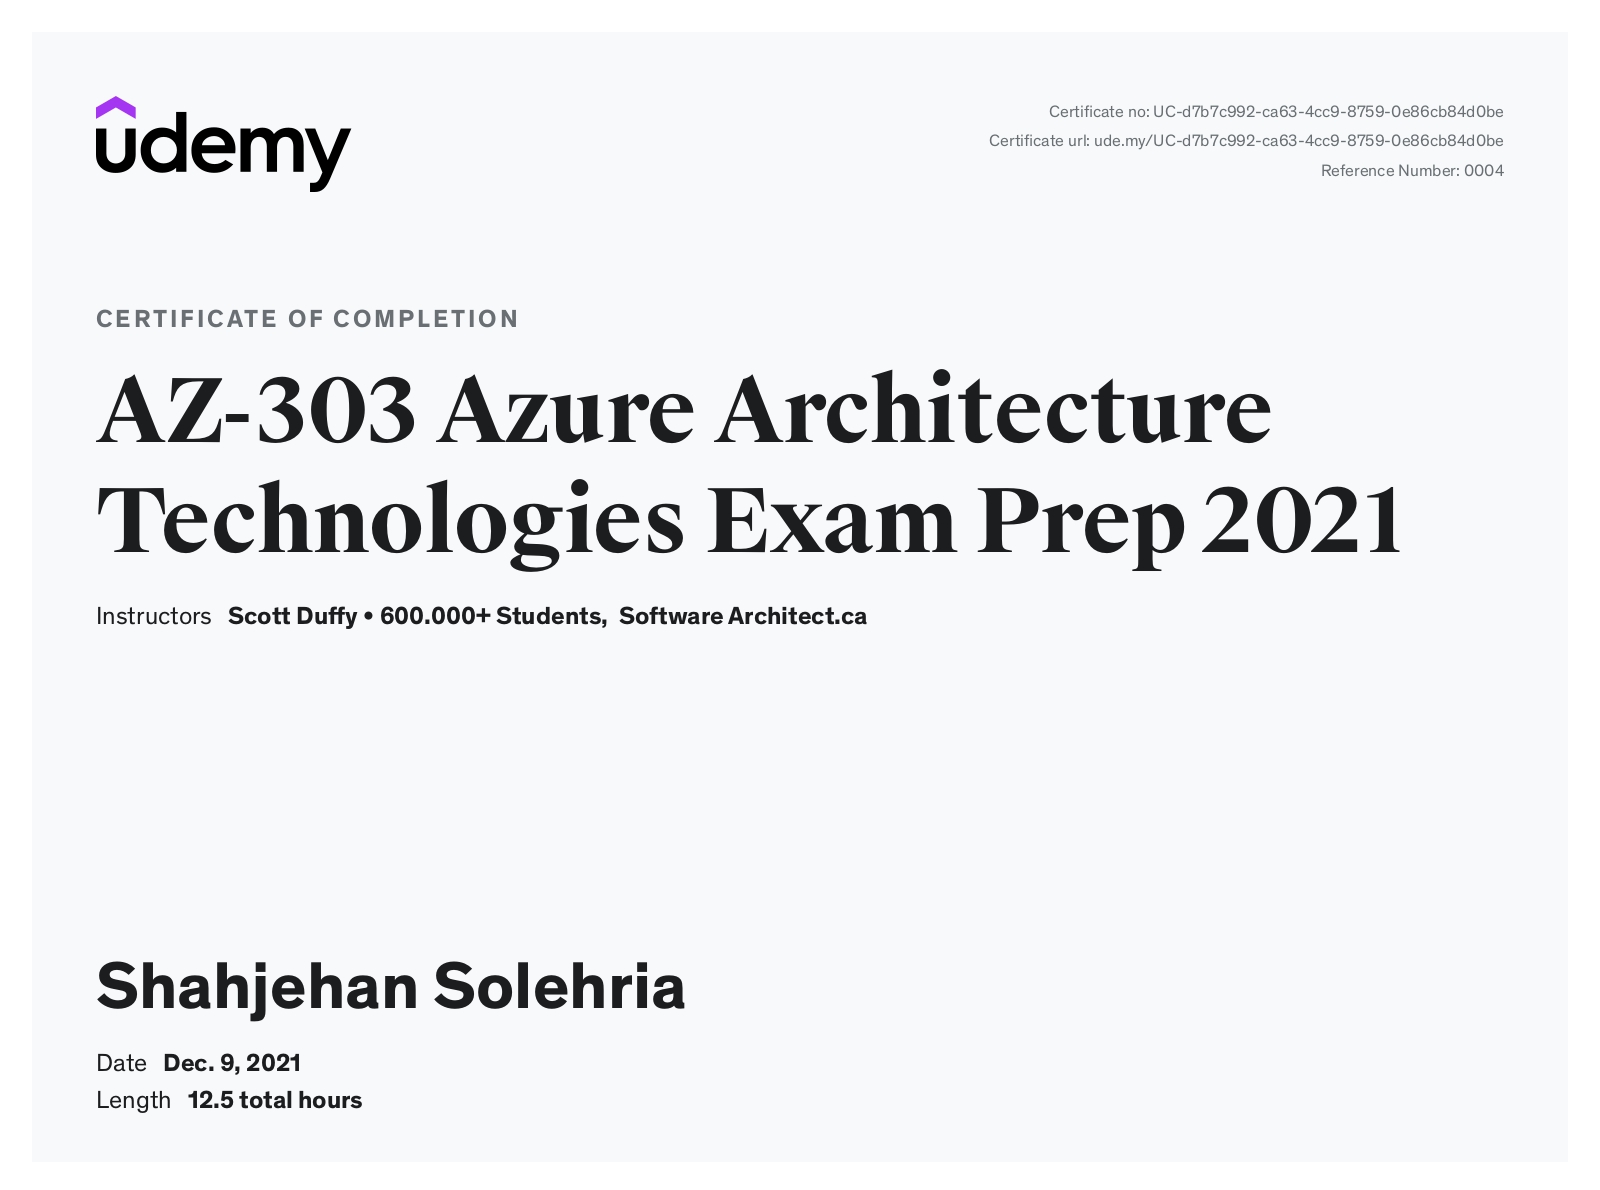 udemy
Certificate no: UC-d7b7c992-ca63-4cc9-8759-0e86cb84d0be
Certificate url: ude.my/UC-d7b7c992-ca63-4cc9-8759-0e86cb84d0be
Reference Number: 0004
CERTIFICATE OF COMPLETION
AZ-303 Azure Architecture
Technologies Exam Prep 2021
Instructors Scott Duffy • 600.000+ Students, Software Architect.ca
Shahjehan Solehria
Date Dec. 9, 2021
Length 12.5 total hours